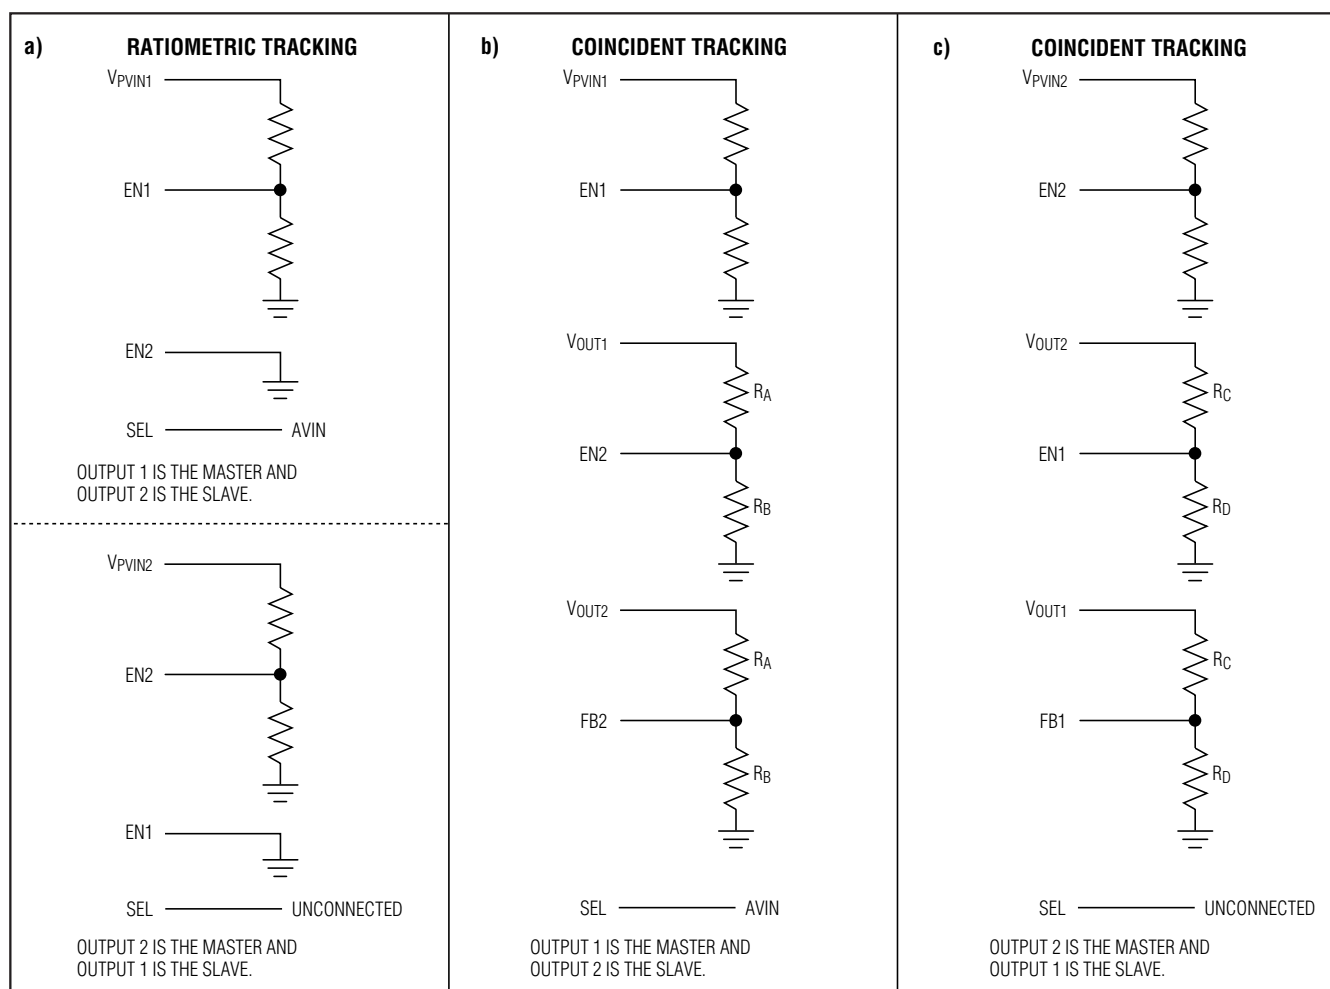 a) RATIOMETRIC TRACKING
VPVIN1
EN1
EN2
SEL AVIN
OUTPUT 1 IS THE MASTER AND
OUTPUT 2 IS THE SLAVE.
VPVIN2
EN2
EN1
SEL UNCONNECTED
OUTPUT 2 IS THE MASTER AND
OUTPUT 1 IS THE SLAVE.
b) COINCIDENT TRACKING
VPVIN1
EN1
VOUT1
RA
EN2
RB
VOUT2
RA
FB2
RB
SEL AVIN
OUTPUT 1 IS THE MASTER AND
OUTPUT 2 IS THE SLAVE.
c) COINCIDENT TRACKING
VPVIN2
EN2
VOUT2
RC
EN1
RD
VOUT1
RC
FB1
RD
SEL UNCONNECTED
OUTPUT 2 IS THE MASTER AND
OUTPUT 1 IS THE SLAVE.